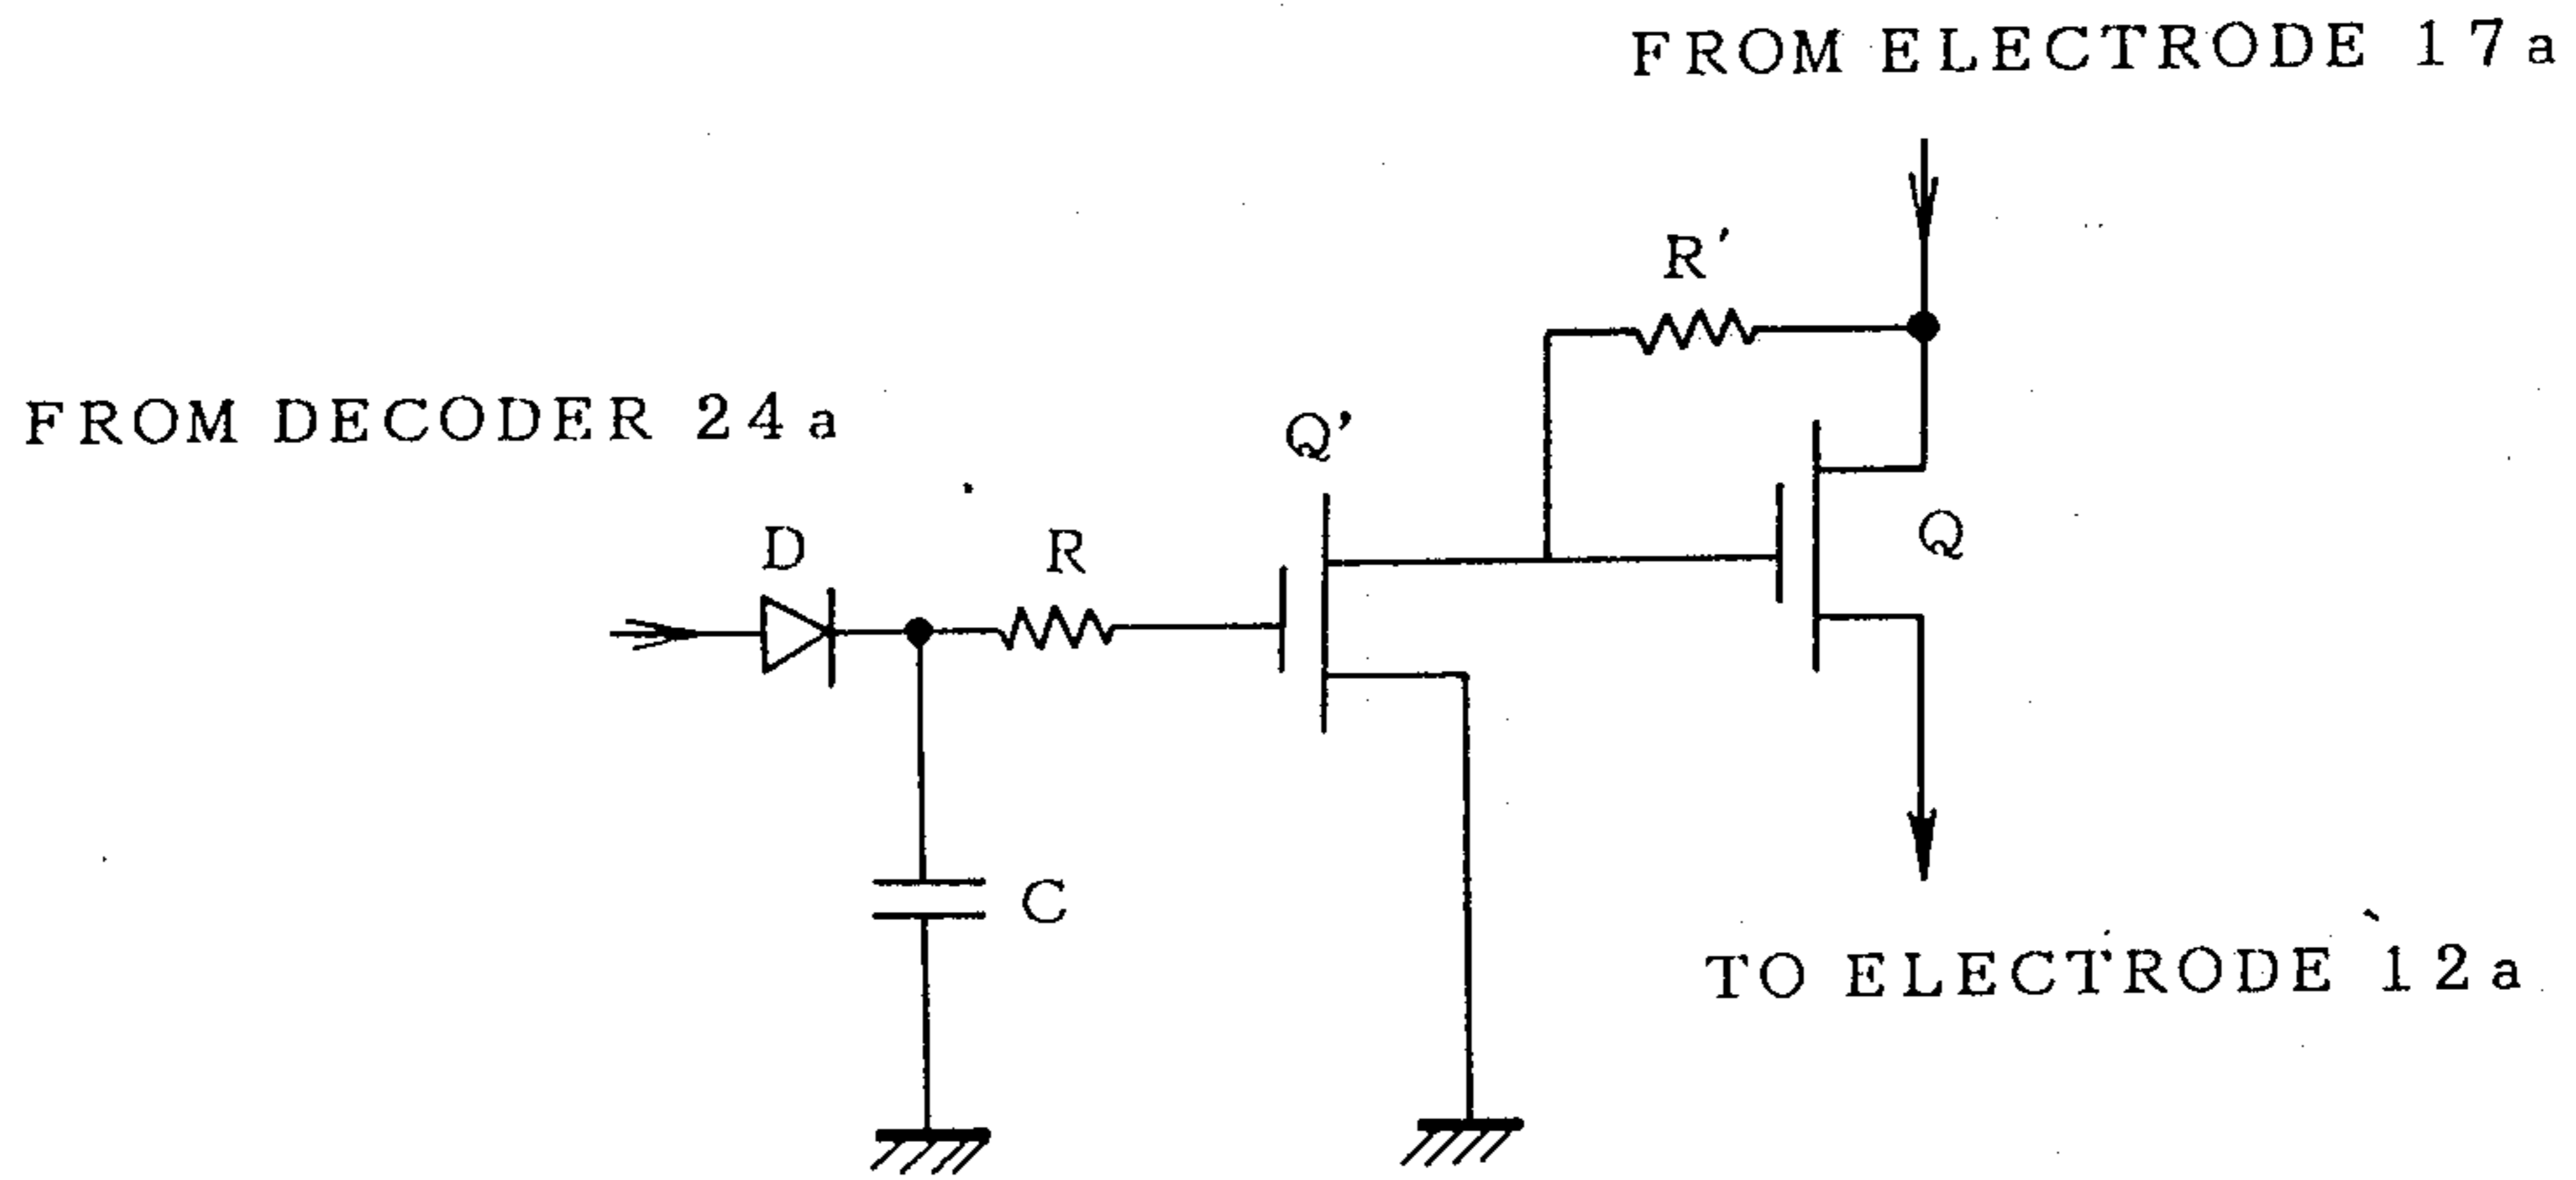 FROM ELECTRODE 17a
R'
FROM DECODER 24a
Q'
D
R
Q
C
TO ELECTRODE 12a